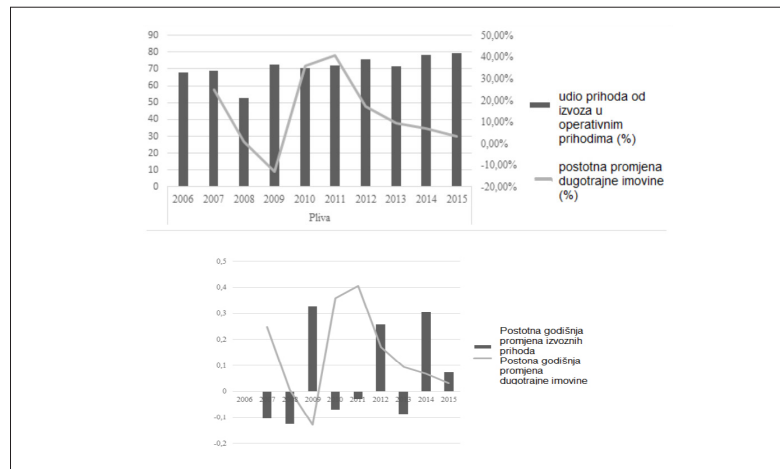 90
80
70
60
50
40
30
20
10
0
50,00%
40,00%
30,00%
20,00%
10,00%
0,00%
-10,00%
-20,00%
2006 2007 2008 2009 2010 2011 2012 2013 2014 2015
Pliva
udio prihoda od
izvoza u
operativnim
prihodima (%)
postotna promjena
dugotrajne imovine
(%)
0,5
0,4
0,3
0,2
0,1
0
-0,1
-0,2
2006 2007 2008 2009 2010 2011 2012 2013 2014 2015
Postotna godišnja
promjena izvoznih
prihoda
Postona godišnja
promjena
dugotrajne imovine